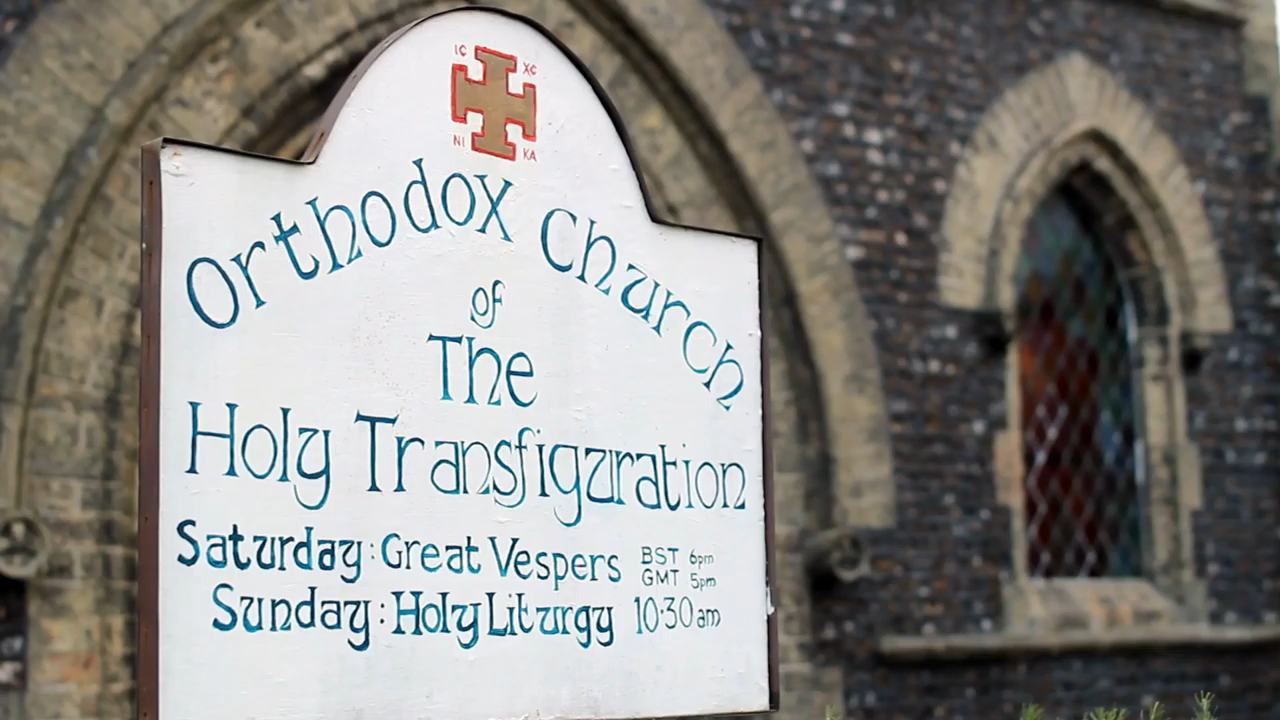 IC XC
NI KA
Orthodox Church
of
The
Holy Transfiguration
Saturday: Great Vespers BST 6pm
GMT 5pm
Sunday: Holy Liturgy 10·30am